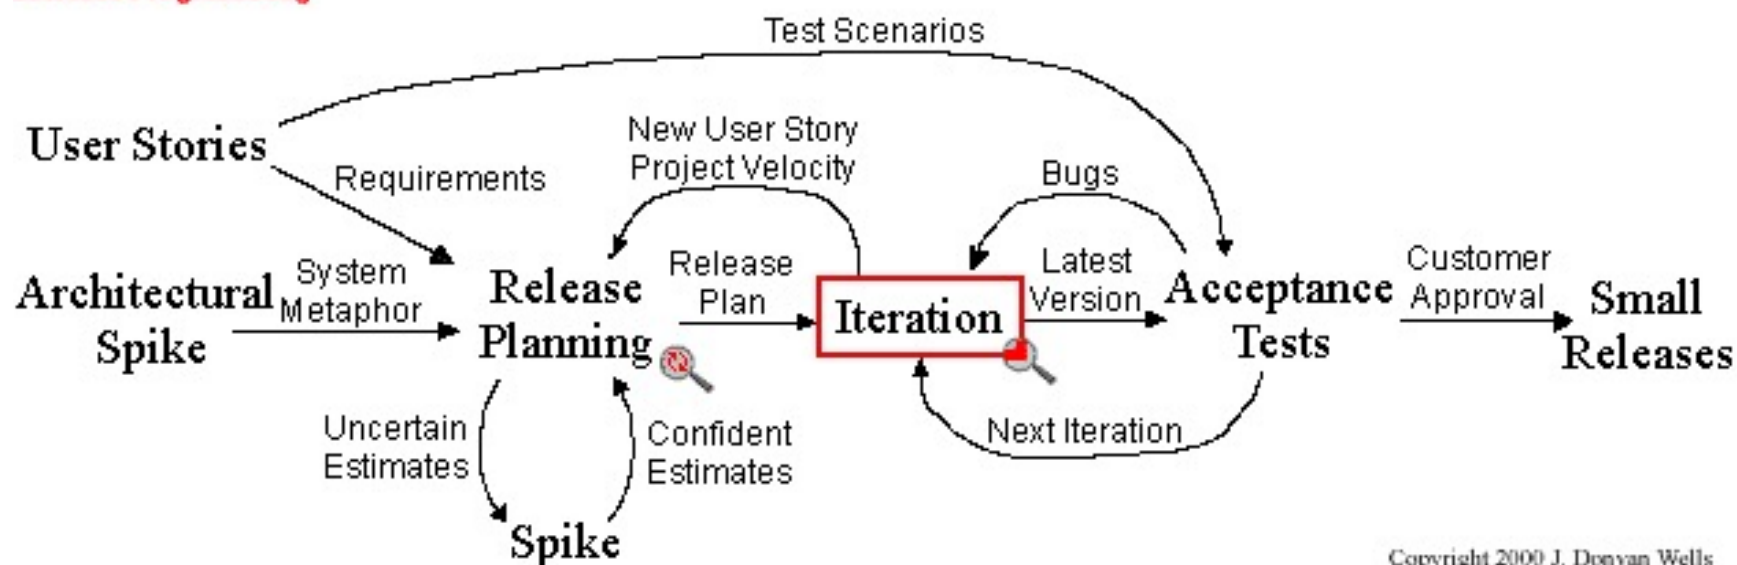 Test Scenarios
User Stories
New User Story
Project Velocity
Requirements
Bugs
Architectural
Spike
System
Metaphor
Release
Planning
Release
Plan
Iteration
Latest
Version
Acceptance
Tests
Customer
Approval
Small
Releases
Uncertain
Estimates
Confident
Estimates
Next Iteration
Spike
Copyright 2000 J. Donvan Wells